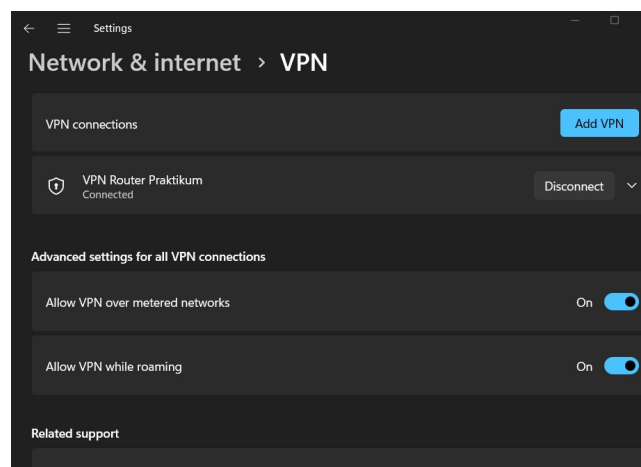 Settings
Network & internet > VPN
VPN connections
Add VPN
VPN Router Praktikum
Connected
Disconnect
Advanced settings for all VPN connections
Allow VPN over metered networks
On
Allow VPN while roaming
On
Related support